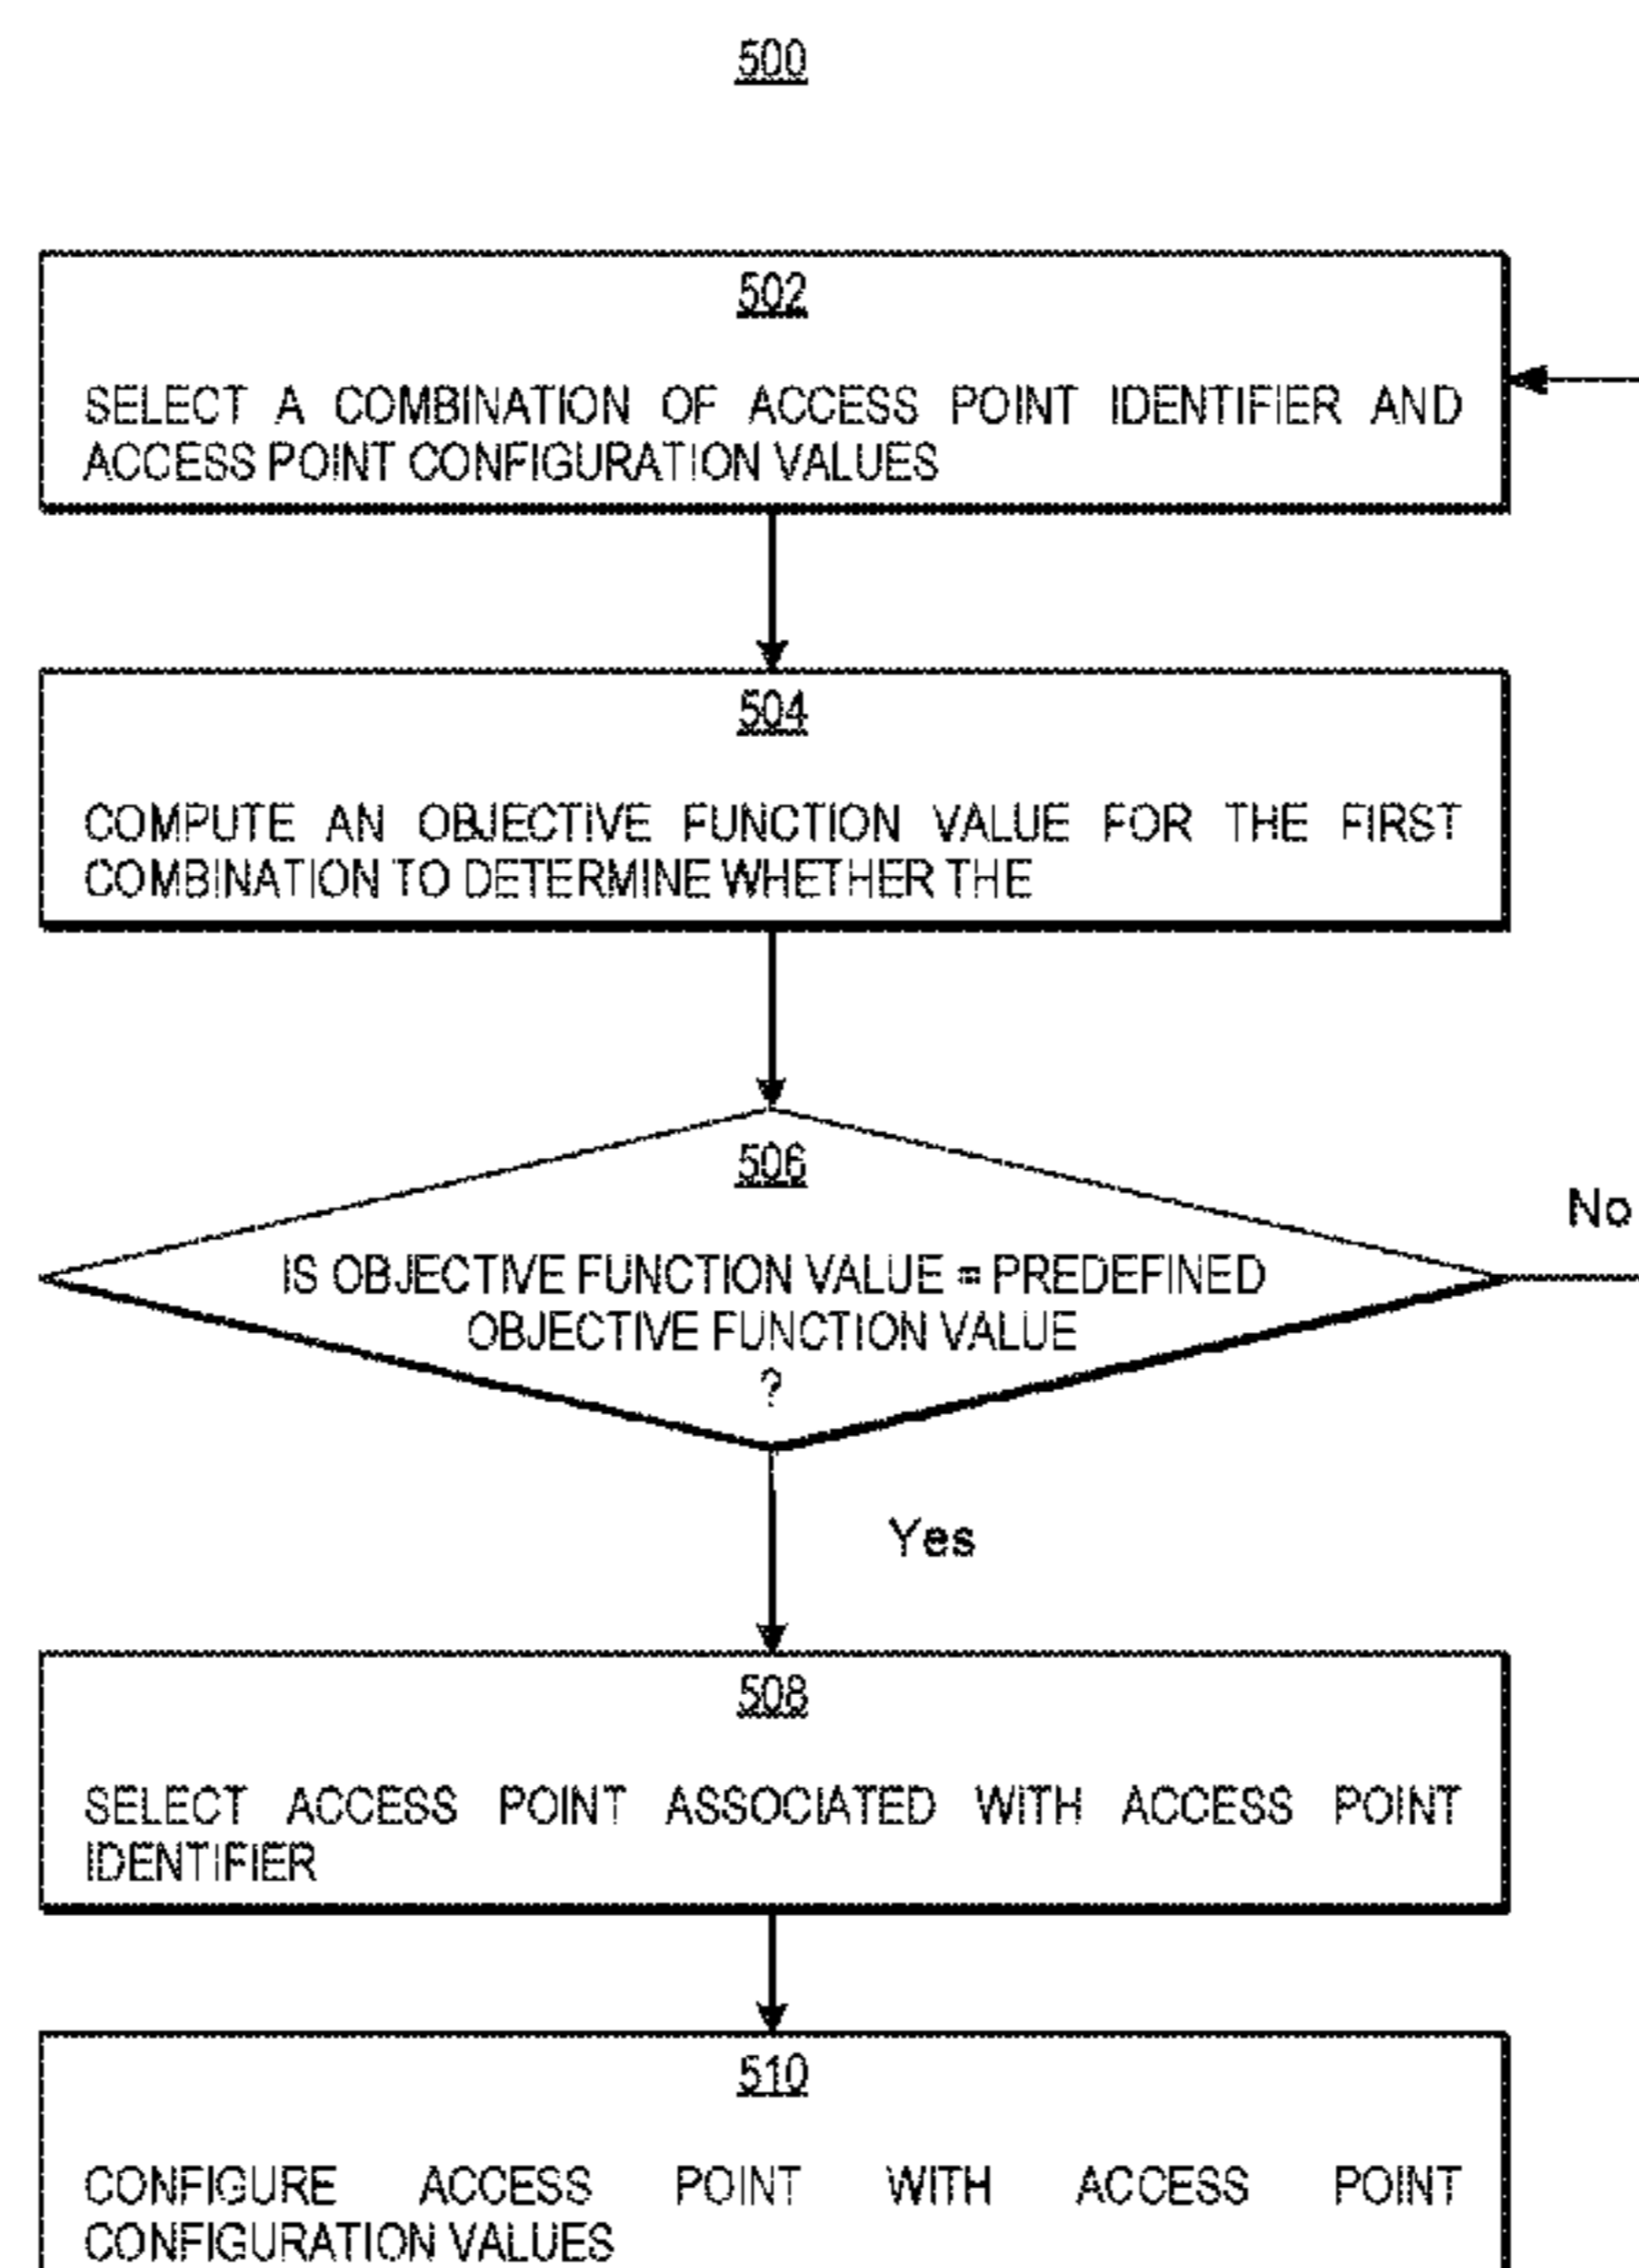 500
502
SELECT A COMBINATION OF ACCESS POINT IDENTIFIER AND
ACCESS POINT CONFIGURATION VALUES
504
COMPUTE AN OBJECTIVE FUNCTION VALUE FOR THE FIRST
COMBINATION TO DETERMINE WHETHER THE
506
IS OBJECTIVE FUNCTION VALUE = PREDEFINED
OBJECTIVE FUNCTION VALUE
?
No
Yes
508
SELECT ACCESS POINT ASSOCIATED WITH ACCESS POINT
IDENTIFIER
510
CONFIGURE ACCESS POINT WITH ACCESS POINT
CONFIGURATION VALUES